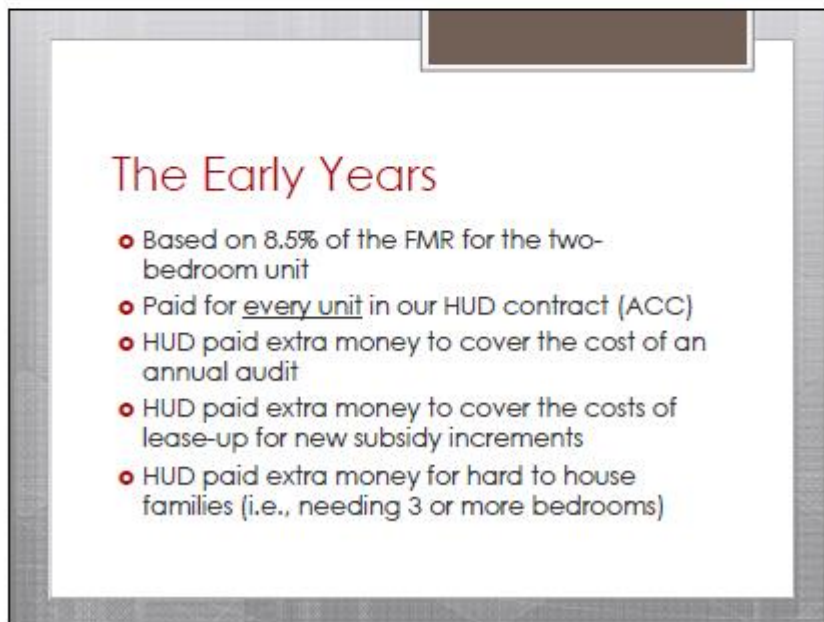 The Early Years
Based on 8.5% of the FMR for the two-
bedroom unit
Paid for every unit in our HUD contract (ACC)
HUD paid extra money to cover the cost of an
annual audit
HUD paid extra money to cover the costs of
lease-up for new subsidy increments
HUD paid extra money for hard to house
families (i.e., needing 3 or more bedrooms)